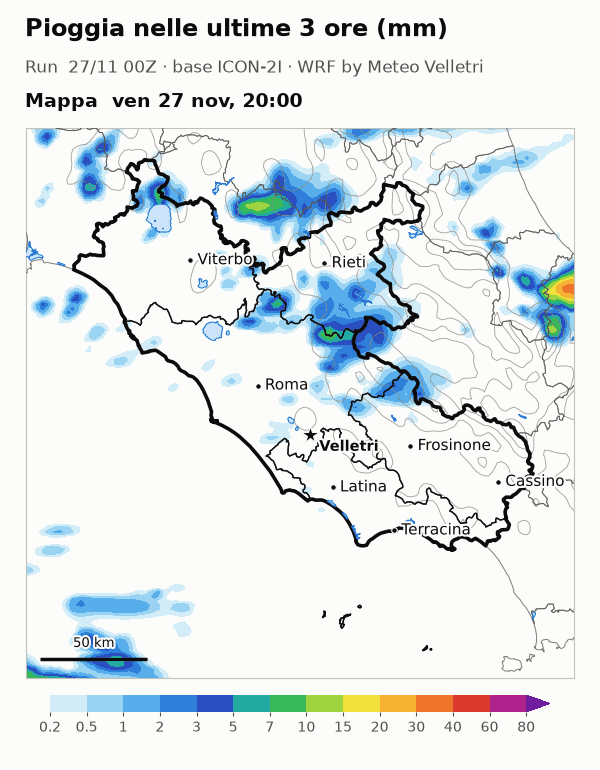 Pioggia nelle ultime 3 ore (mm)
Run 27/11 00Z · base ICON-2I · WRF by Meteo Velletri
Mappa ven 27 nov, 20:00
Viterbo
Rieti
Roma
Velletri
Frosinone
Cassino
Latina
Terracina
50 km
0.2 0.5 1 2 3 5 7 10 15 20 30 40 60 80